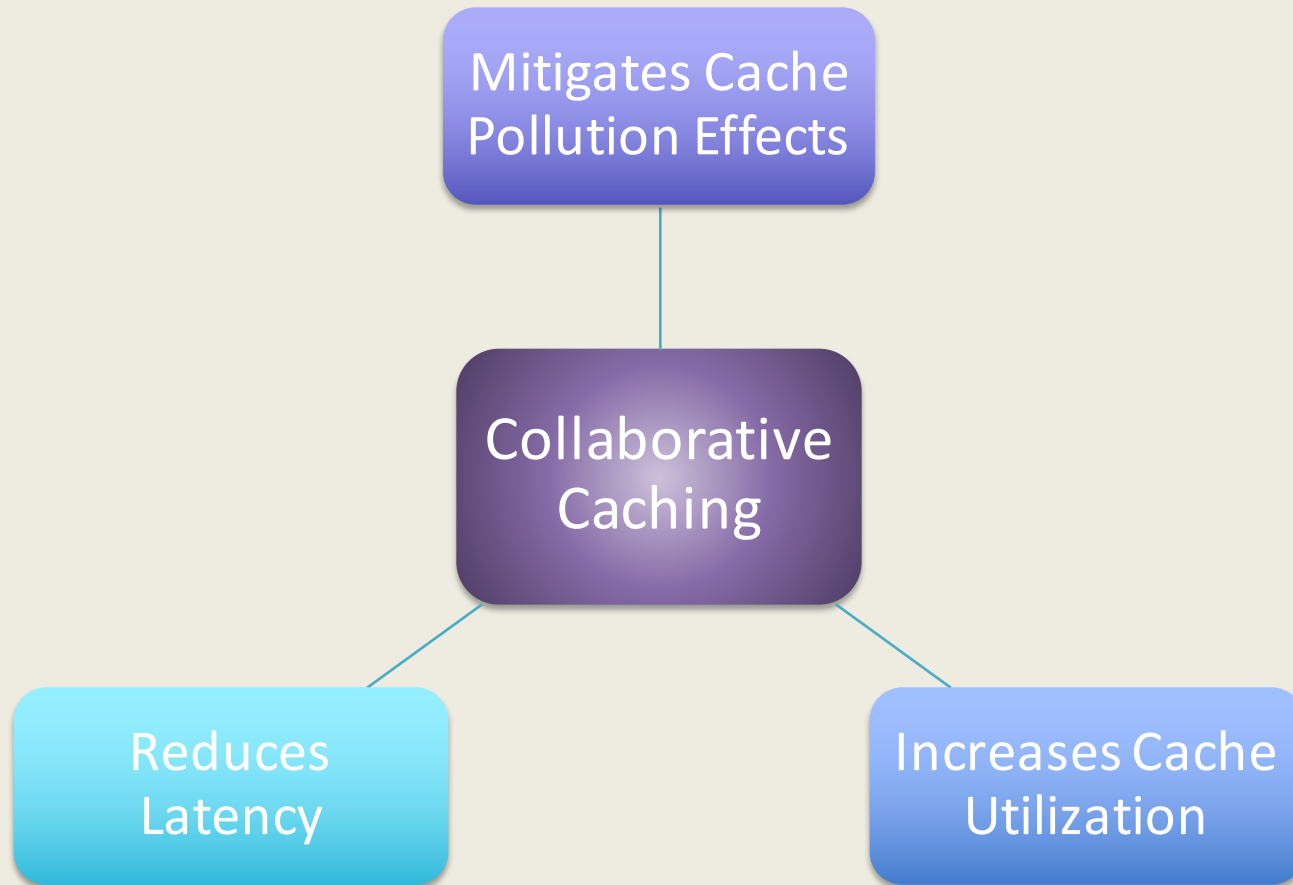 Mitigates Cache
Pollution Effects
Collaborative
Caching
Reduces
Latency
Increases Cache
Utilization